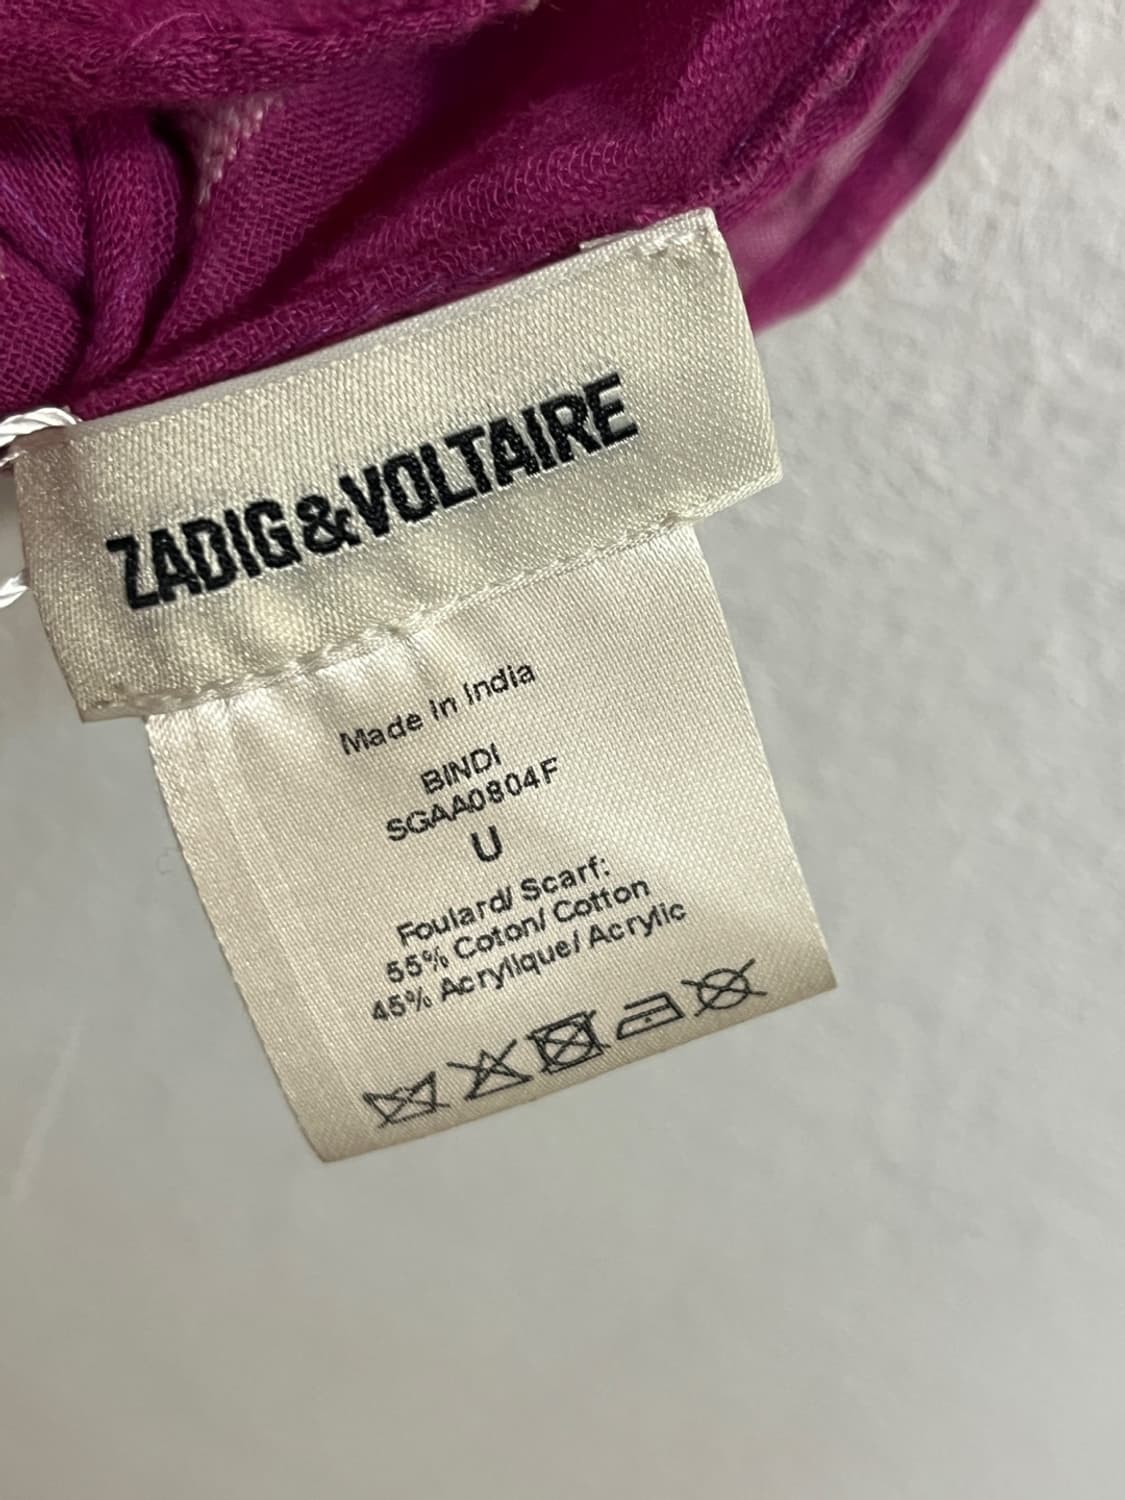 ZADIG&VOLTAIRE
Made in India
BINDI
SGAA0804F
U
Foulard/ Scarf:
55% Coton/ Cotton
45% Acrylique/ Acrylic